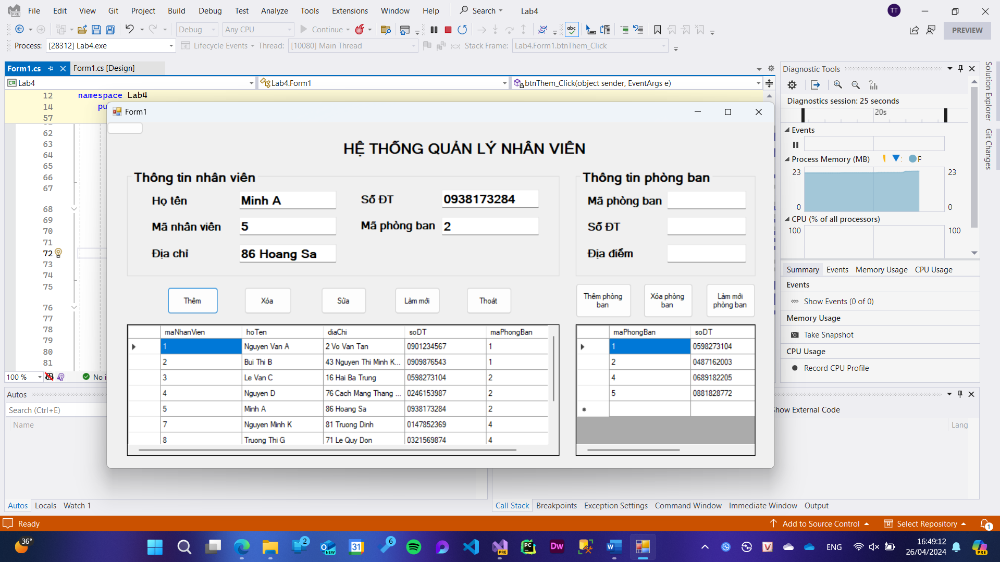 File Edit View Git Project Build Debug Test Analyze Tools Extensions Window Help Search Lab4 TT
Debug Any CPU Continue PREVIEW
Process: [28312] Lab4.exe Lifecycle Events Thread: [10080] Main Thread Stack Frame: Lab4.Form1.btnThem_Click
Form1.cs Form1.cs [Design]
Lab4 Lab4.Form1 btnThem_Click(object sender, EventArgs e)
12 namespace Lab4
14 pu
57
62
63
64
65
66
67
68
69
70
71
72
73
74
75
76
77
78
79
80
81
100 % No i
Form1
HỆ THỐNG QUẢN LÝ NHÂN VIÊN
Thông tin nhân viên
Họ tên Minh A Số ĐT 0938173284
Mã nhân viên 5 Mã phòng ban 2
Địa chỉ 86 Hoang Sa
Thông tin phòng ban
Mã phòng ban
Số ĐT
Địa điểm
Thêm Xóa Sửa Làm mới Thoát
Thêm phòng ban
Xóa phòng ban
Làm mới phòng ban
maNhanVien hoTen diaChi soDT maPhongBan
1 Nguyen Van A 2 Vo Van Tan 0901234567 1
2 Bui Thi B 43 Nguyen Thi Minh K... 0909876543 1
3 Le Van C 16 Hai Ba Trung 0598273104 2
4 Nguyen D 76 Cach Mang Thang ... 0246153987 2
5 Minh A 86 Hoang Sa 0938173284 2
7 Nguyen Minh K 81 Truong Dinh 0147852369 4
8 Truong Thi G 71 Le Quy Don 0321569874 4
maPhongBan soDT
1 0598273104
2 0487162003
4 0689182205
5 0881828772
Diagnostic Tools
Diagnostics session: 25 seconds
20s
Events
Process Memory (MB) P
23 23
0 0
CPU (% of all processors)
100 100
Summary Events Memory Usage CPU Usage
Events
Show Events (0 of 0)
Memory Usage
Take Snapshot
CPU Usage
Record CPU Profile
Solution Explorer
Git Changes
Autos
Search (Ctrl+E)
Name
Show External Code
Lang
Autos Locals Watch 1
Call Stack Breakpoints Exception Settings Command Window Immediate Window Output
Ready Add to Source Control Select Repository 1
36° 2 NEW 31 6 PRE PC Dw ENG 16:49:12
26/04/2024 PRE